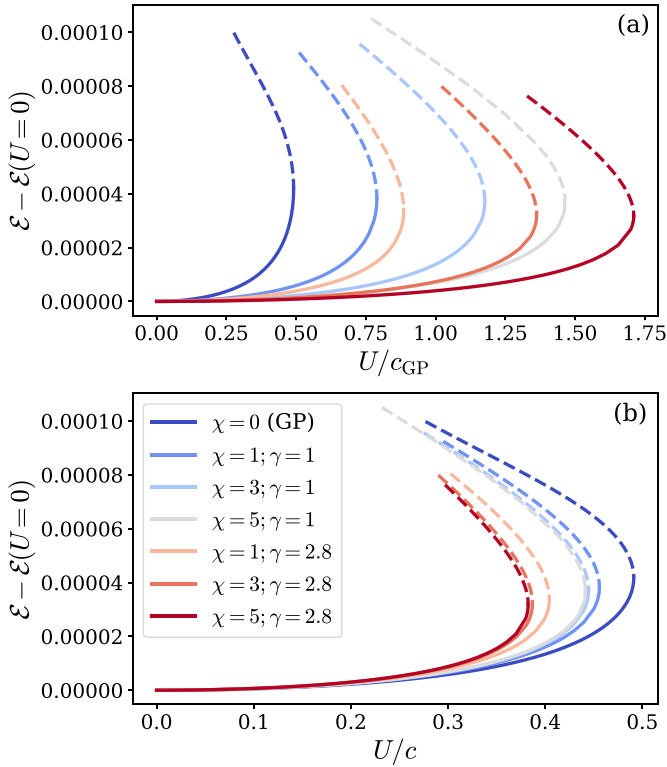 (a)
0.00010
0.00008
0.00006
0.00004
0.00002
0.00000
ℰ − ℰ(U = 0)
0.00 0.25 0.50 0.75 1.00 1.25 1.50 1.75
U/c_GP
(b)
0.00010
0.00008
0.00006
0.00004
0.00002
0.00000
ℰ − ℰ(U = 0)
χ = 0 (GP)
χ = 1; γ = 1
χ = 3; γ = 1
χ = 5; γ = 1
χ = 1; γ = 2.8
χ = 3; γ = 2.8
χ = 5; γ = 2.8
0.0 0.1 0.2 0.3 0.4 0.5
U/c